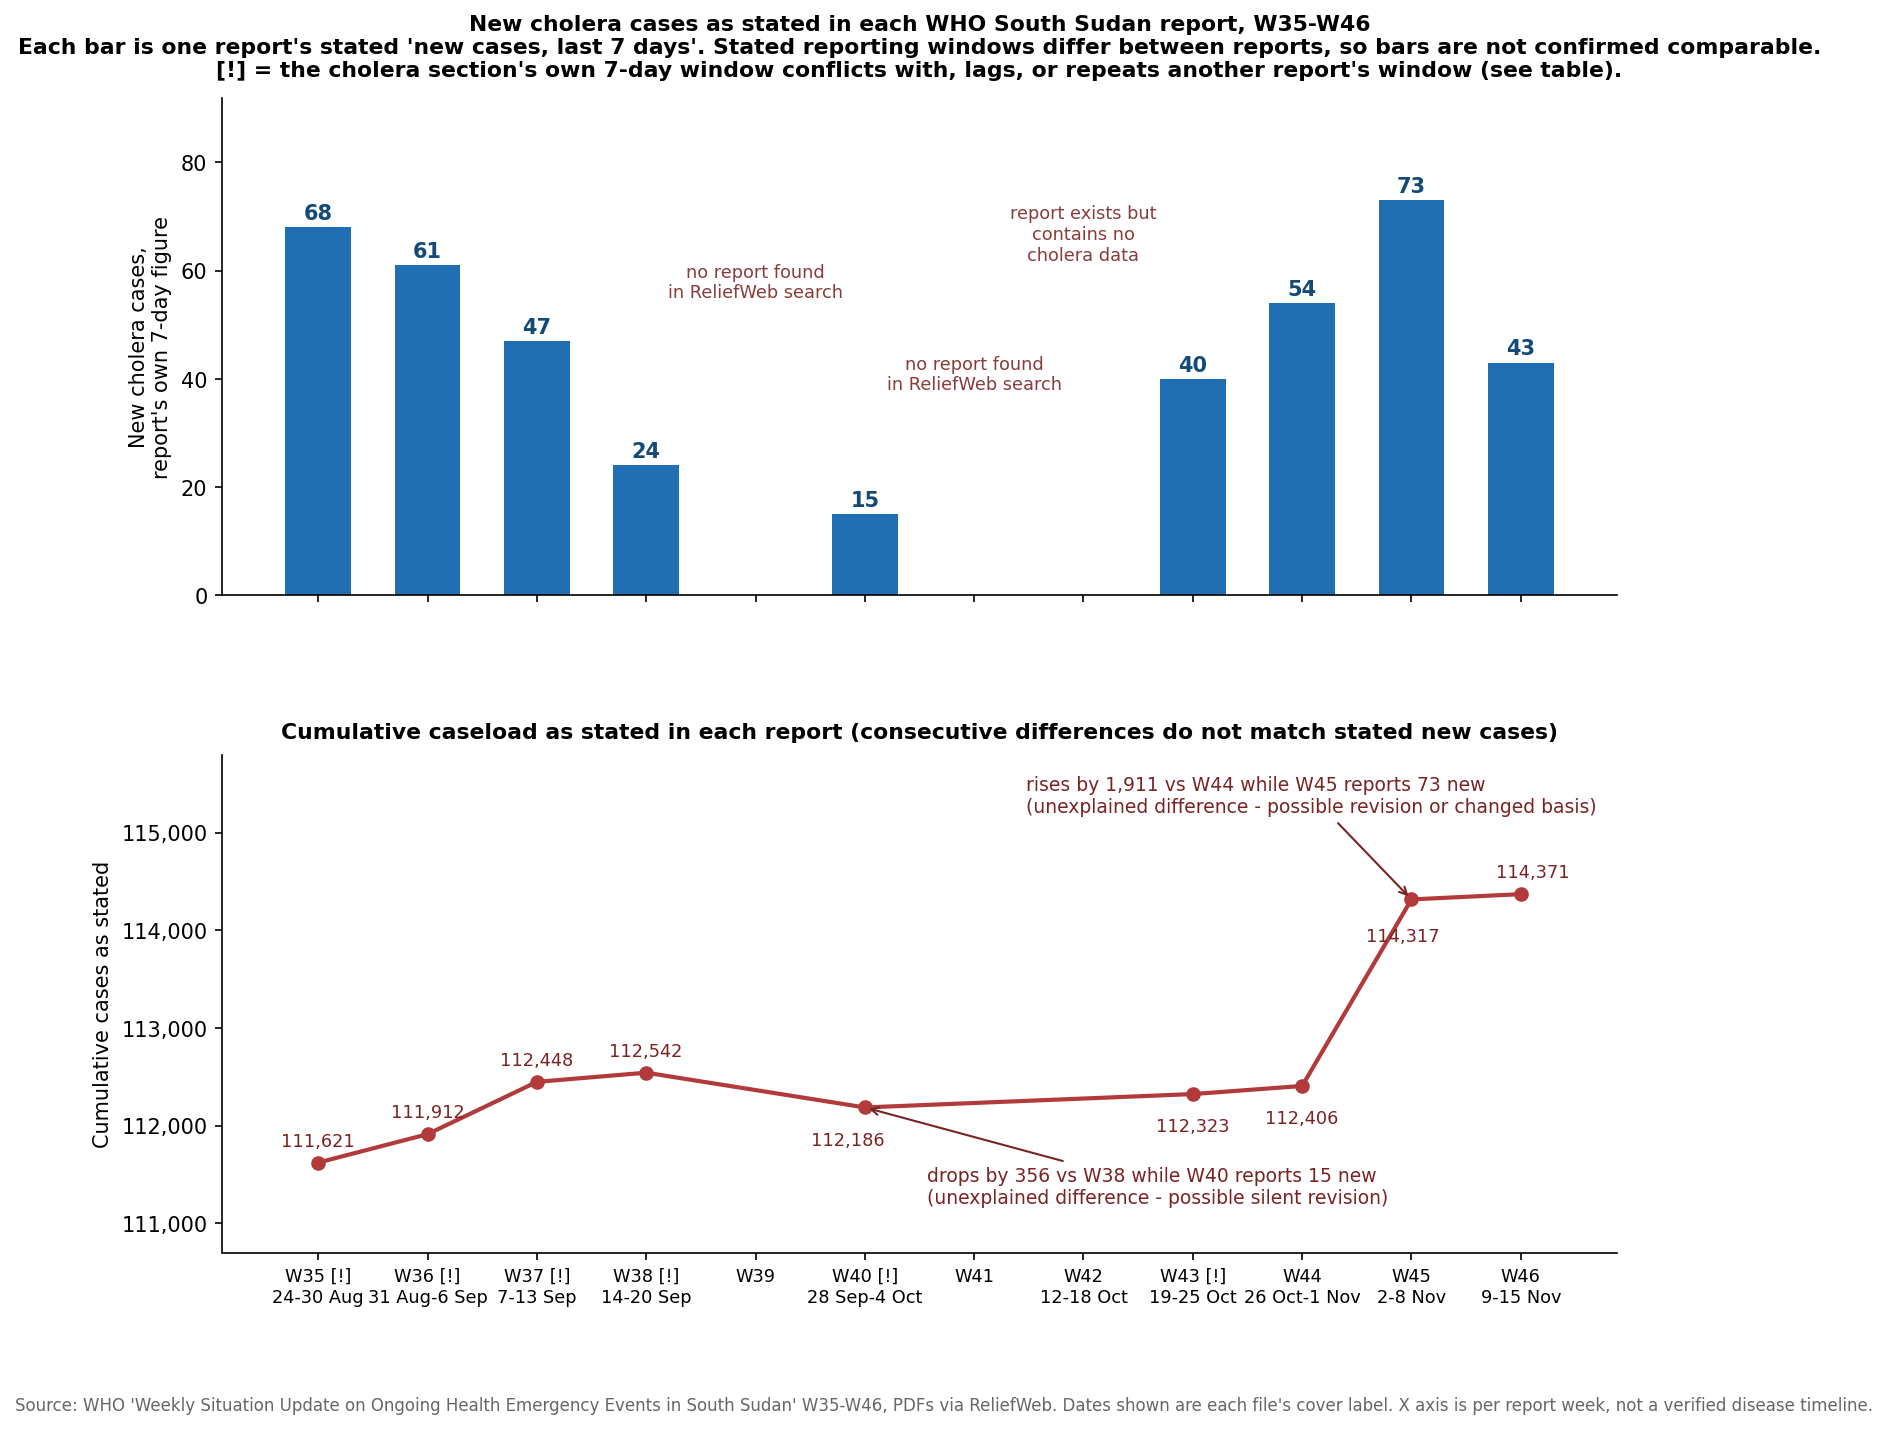 New cholera cases as stated in each WHO South Sudan report, W35-W46
Each bar is one report's stated 'new cases, last 7 days'. Stated reporting windows differ between reports, so bars are not confirmed comparable.
[!] = the cholera section's own 7-day window conflicts with, lags, or repeats another report's window (see table).
New cholera cases,
report's own 7-day figure
80
60
40
20
0
68
61
47
24
no report found
in ReliefWeb search
15
no report found
in ReliefWeb search
report exists but
contains no
cholera data
40
54
73
43
Cumulative caseload as stated in each report (consecutive differences do not match stated new cases)
Cumulative cases as stated
115,000
114,000
113,000
112,000
111,000
rises by 1,911 vs W44 while W45 reports 73 new
(unexplained difference - possible revision or changed basis)
111,621
111,912
112,448
112,542
112,186
112,323
112,406
114,317
114,371
drops by 356 vs W38 while W40 reports 15 new
(unexplained difference - possible silent revision)
W35 [!]
24-30 Aug
W36 [!]
31 Aug-6 Sep
W37 [!]
7-13 Sep
W38 [!]
14-20 Sep
W39
W40 [!]
28 Sep-4 Oct
W41
W42
12-18 Oct
W43 [!]
19-25 Oct
W44
26 Oct-1 Nov
W45
2-8 Nov
W46
9-15 Nov
Source: WHO 'Weekly Situation Update on Ongoing Health Emergency Events in South Sudan' W35-W46, PDFs via ReliefWeb. Dates shown are each file's cover label. X axis is per report week, not a verified disease timeline.